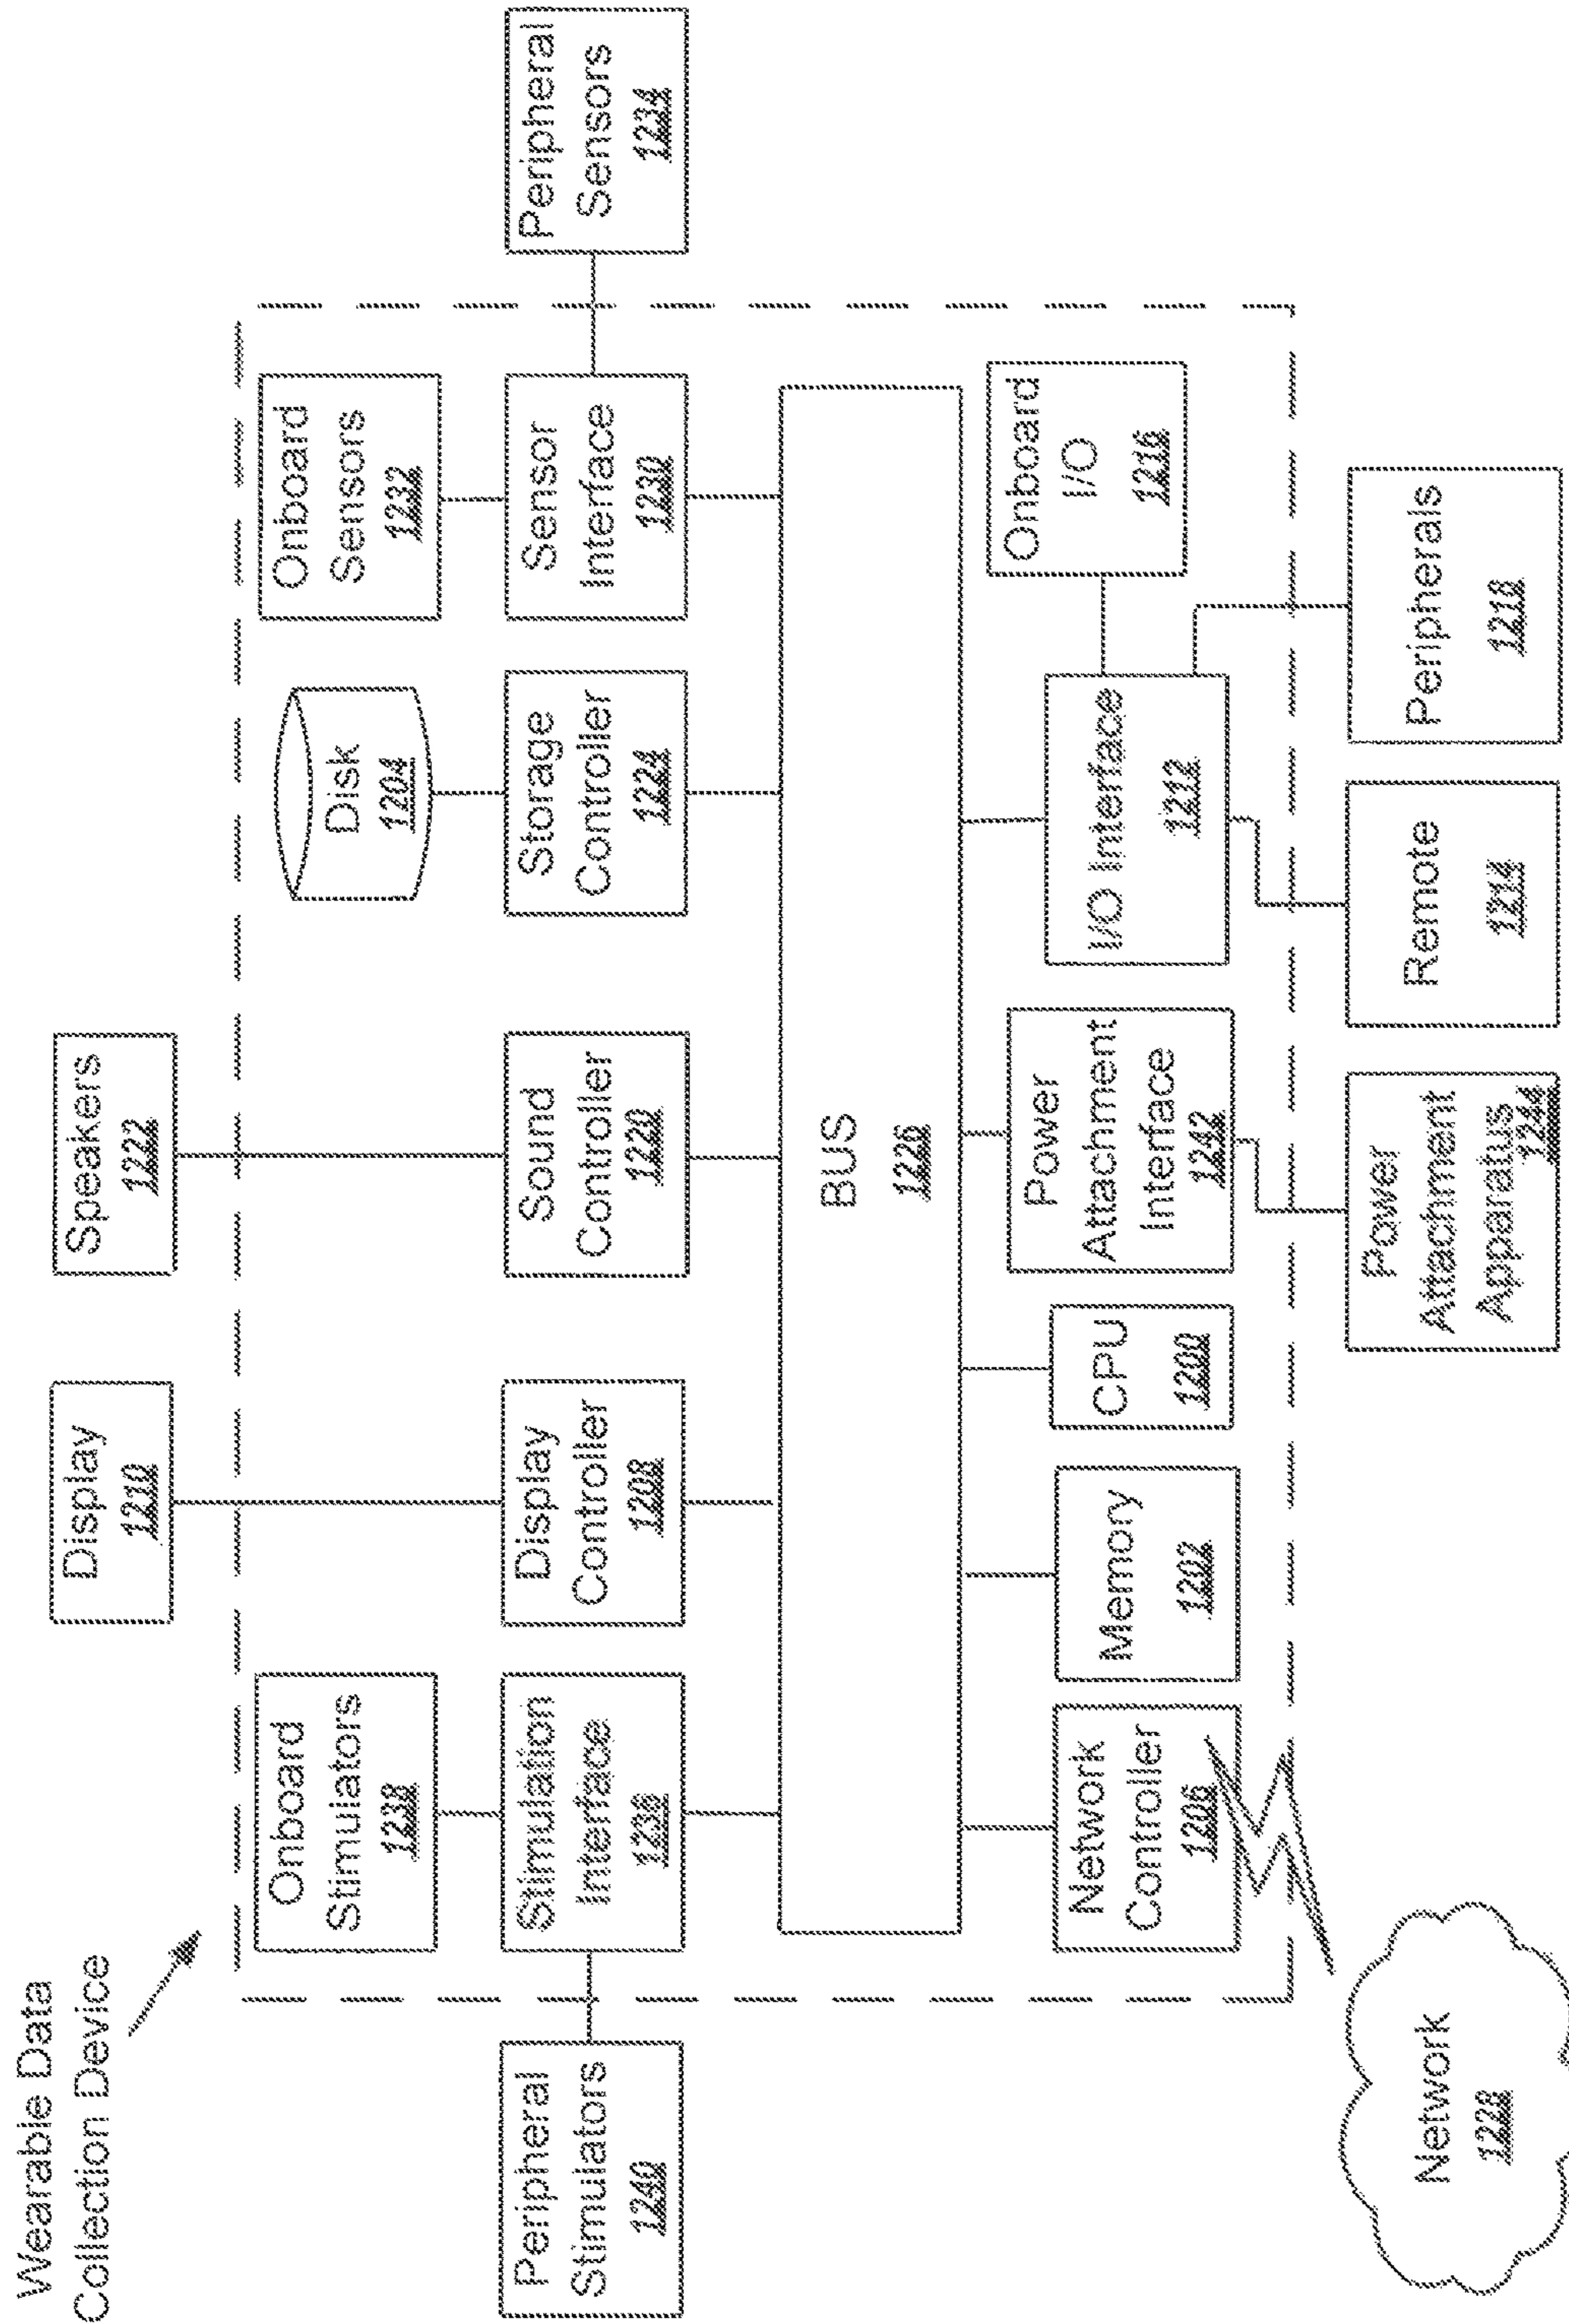 Wearable Data
Collection Device
Display
1210
Speakers
1222
Onboard
Stimulators
1238
Disk
1204
Onboard
Sensors
1232
Peripheral
Stimulators
1240
Stimulation
Interface
1236
Display
Controller
1208
Sound
Controller
1220
Storage
Controller
1224
Sensor
Interface
1230
Peripheral
Sensors
1234
BUS
1226
Network
Controller
1206
Memory
1202
CPU
1200
Power
Attachment
Interface
1242
I/O Interface
1212
Onboard
I/O
1216
Network
1228
Power
Attachment
Apparatus
1244
Remote
1214
Peripherals
1218